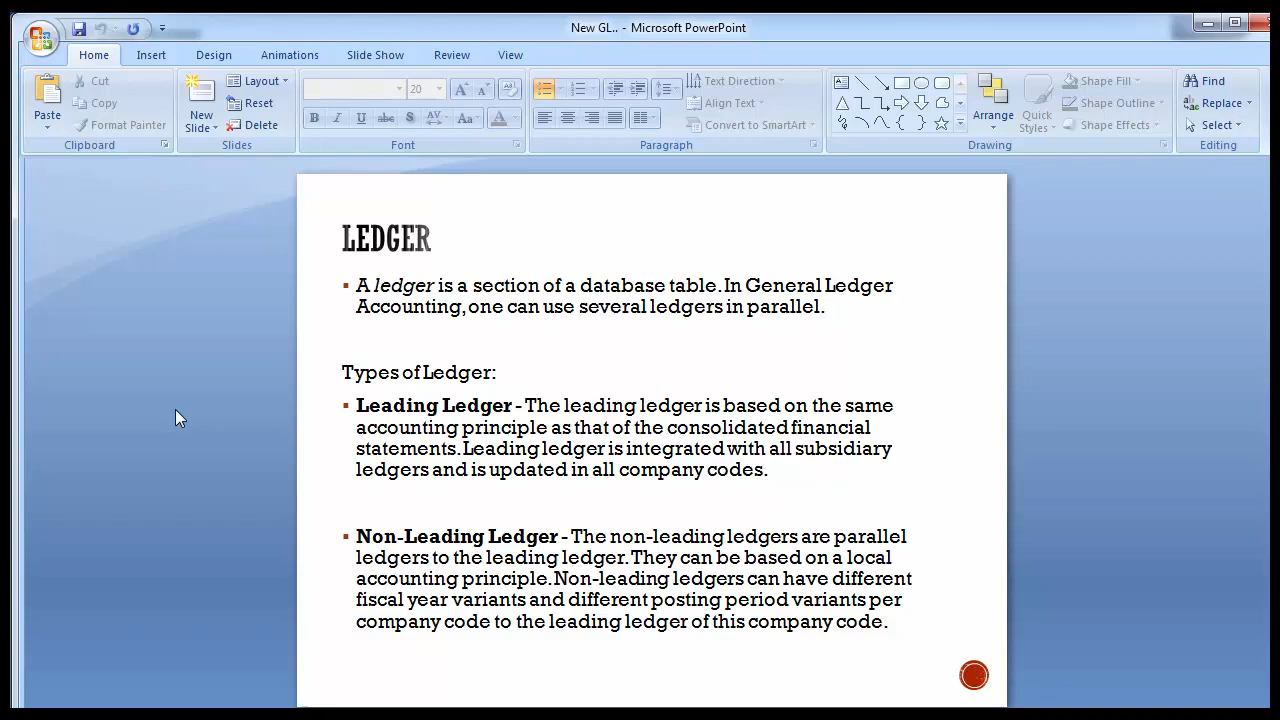 New GL.. - Microsoft PowerPoint
Home Insert Design Animations Slide Show Review View
Paste
Cut
Copy
Format Painter
Clipboard
New
Slide
Layout
Reset
Delete
Slides
20
B I U abc S AV Aa A
Font
Text Direction
Align Text
Convert to SmartArt
Paragraph
Arrange
Quick
Styles
Shape Fill
Shape Outline
Shape Effects
Drawing
Find
Replace
Select
Editing
LEDGER
▪ A ledger is a section of a database table. In General Ledger
Accounting, one can use several ledgers in parallel.
Types of Ledger:
▪ Leading Ledger - The leading ledger is based on the same
accounting principle as that of the consolidated financial
statements. Leading ledger is integrated with all subsidiary
ledgers and is updated in all company codes.
▪ Non-Leading Ledger - The non-leading ledgers are parallel
ledgers to the leading ledger. They can be based on a local
accounting principle. Non-leading ledgers can have different
fiscal year variants and different posting period variants per
company code to the leading ledger of this company code.